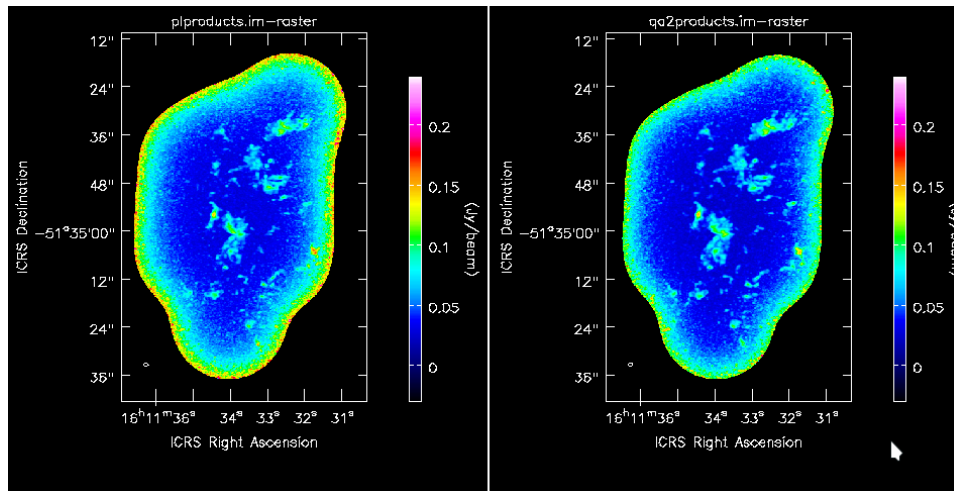 plproducts.im-raster
12"
24"
36"
48"
−51°35'00"
12"
24"
36"
ICRS Declination
16ʰ11ᵐ36ˢ 34ˢ 33ˢ 32ˢ 31ˢ
ICRS Right Ascension
0.2
0.15
0.1
0.05
0
(Jy/beam)
qa2products.im-raster
12"
24"
36"
48"
−51°35'00"
12"
24"
36"
ICRS Declination
16ʰ11ᵐ36ˢ 34ˢ 33ˢ 32ˢ 31ˢ
ICRS Right Ascension
0.2
0.15
0.1
0.05
0